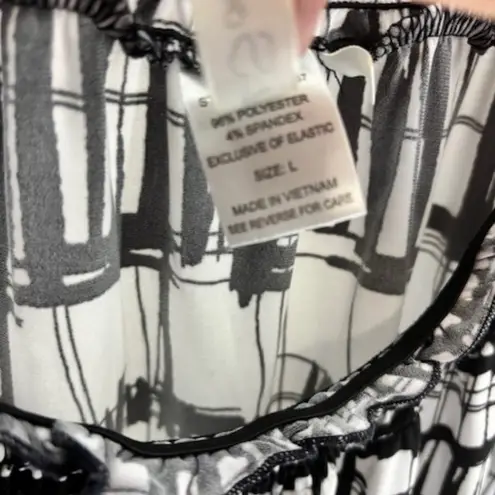 96% POLYESTER
4% SPANDEX
EXCLUSIVE OF ELASTIC
SIZE: L
MADE IN VIETNAM
SEE REVERSE FOR CARE